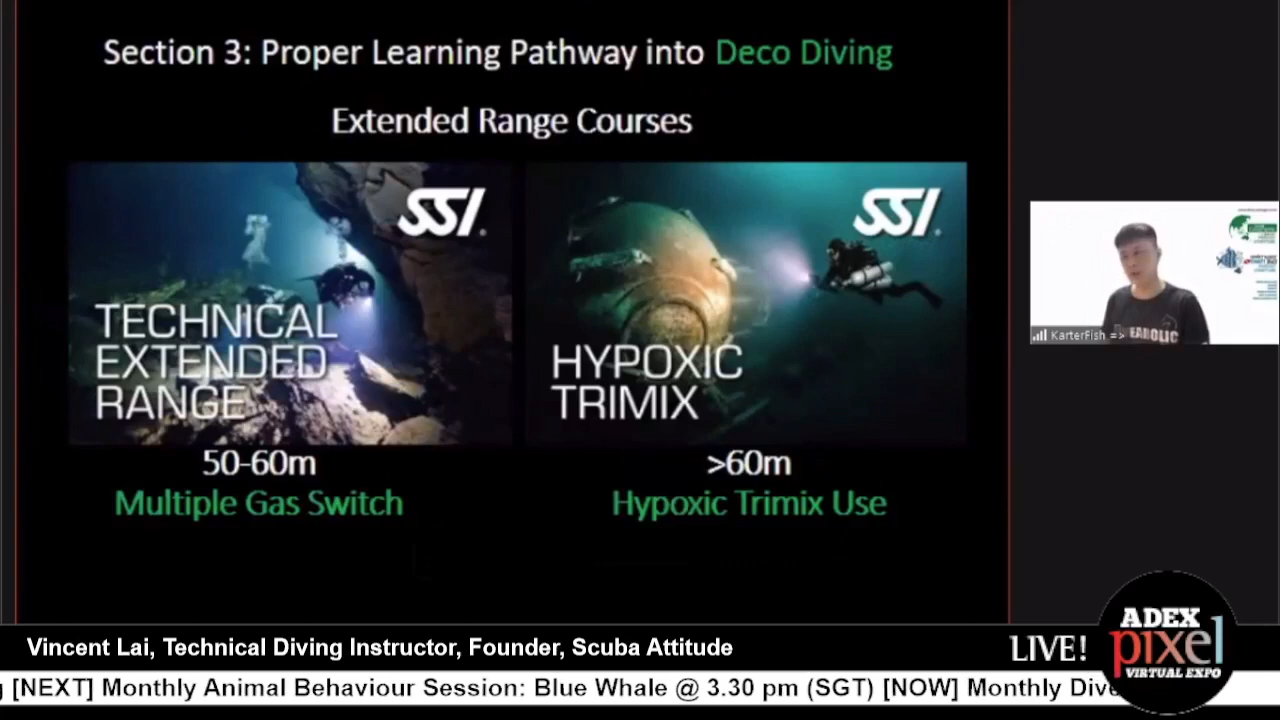 Section 3: Proper Learning Pathway into Deco Diving
Extended Range Courses
SSI
TECHNICAL
EXTENDED
RANGE
SSI
HYPOXIC
TRIMIX
50-60m
Multiple Gas Switch
>60m
Hypoxic Trimix Use
KarterFish =>
EABOLIC
Vincent Lai, Technical Diving Instructor, Founder, Scuba Attitude
LIVE!
ADEX
pixel
VIRTUAL EXPO
[NEXT] Monthly Animal Behaviour Session: Blue Whale @ 3.30 pm (SGT) [NOW] Monthly Dive